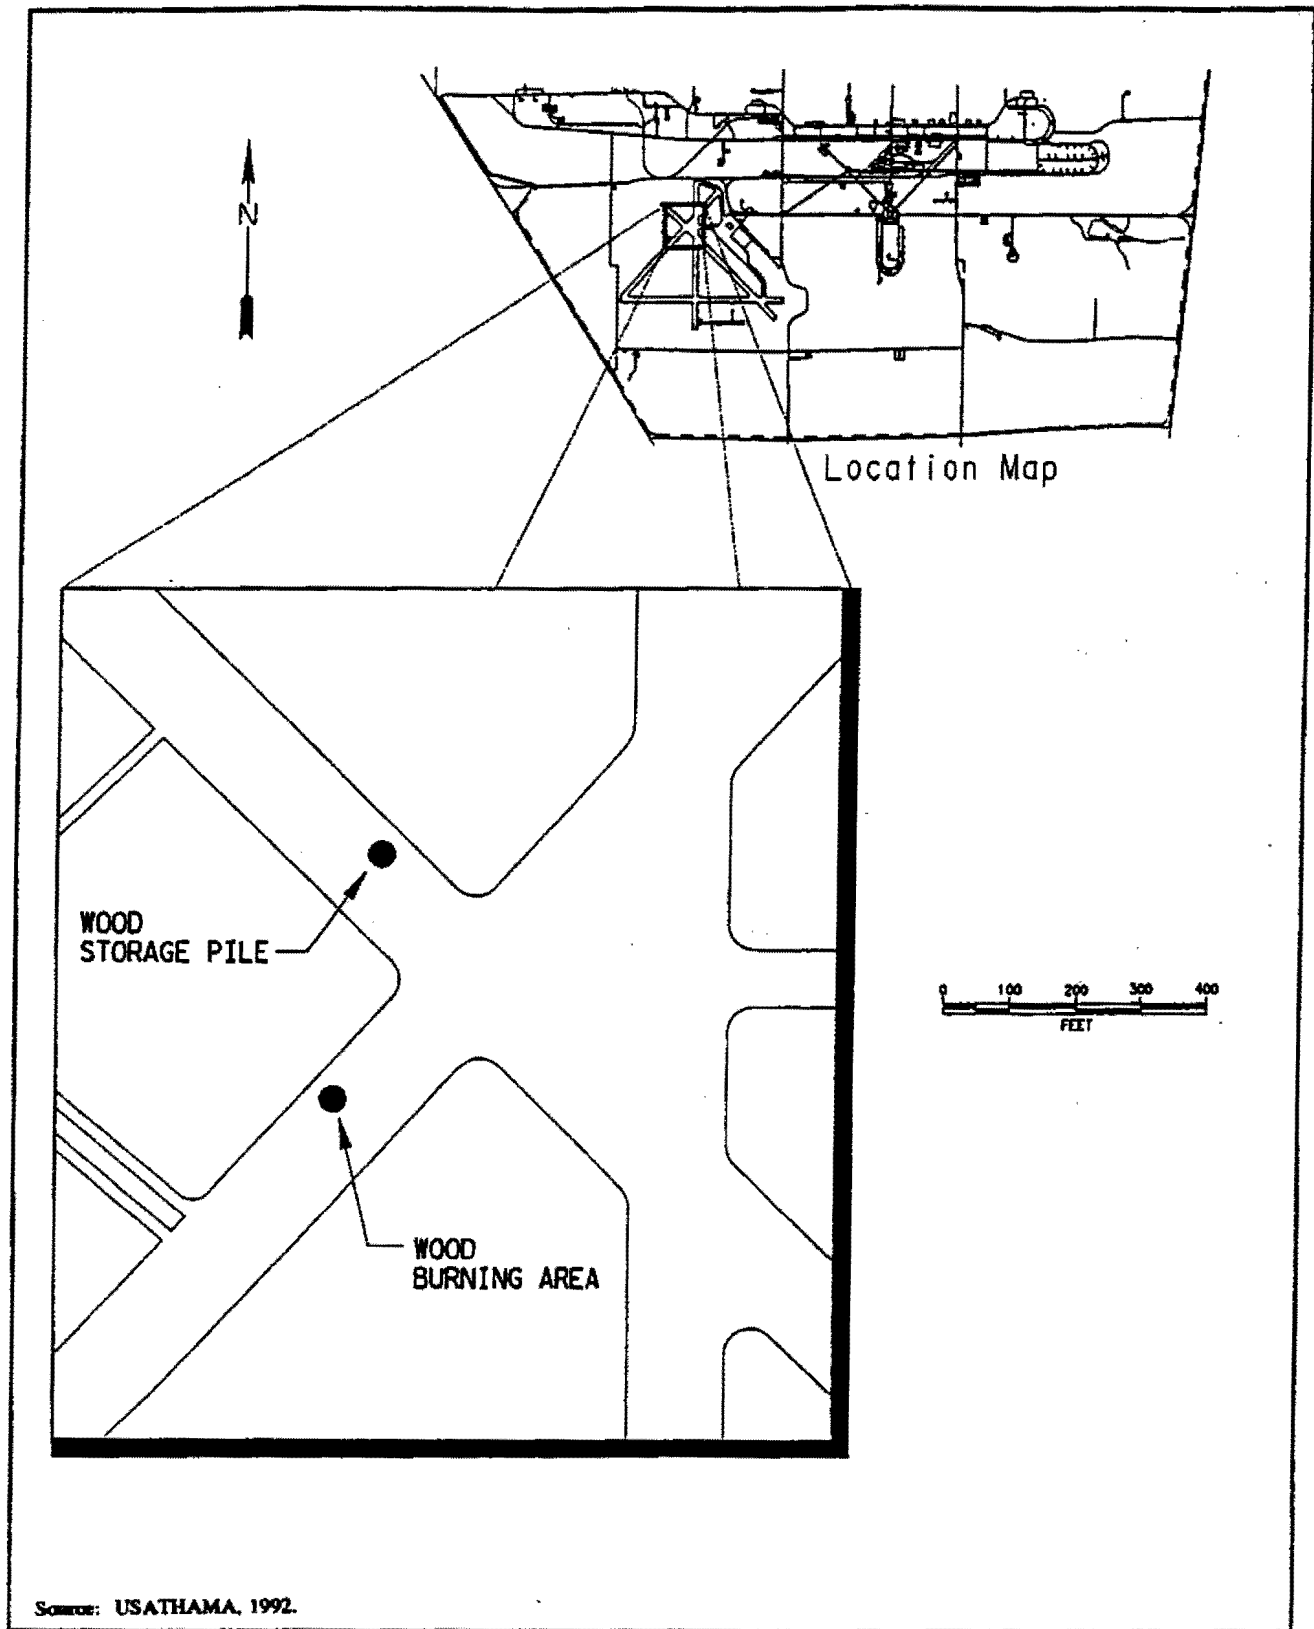 N
Location Map
WOOD
STORAGE PILE
0 100 200 300 400
FEET
WOOD
BURNING AREA
Source: USATHAMA, 1992.